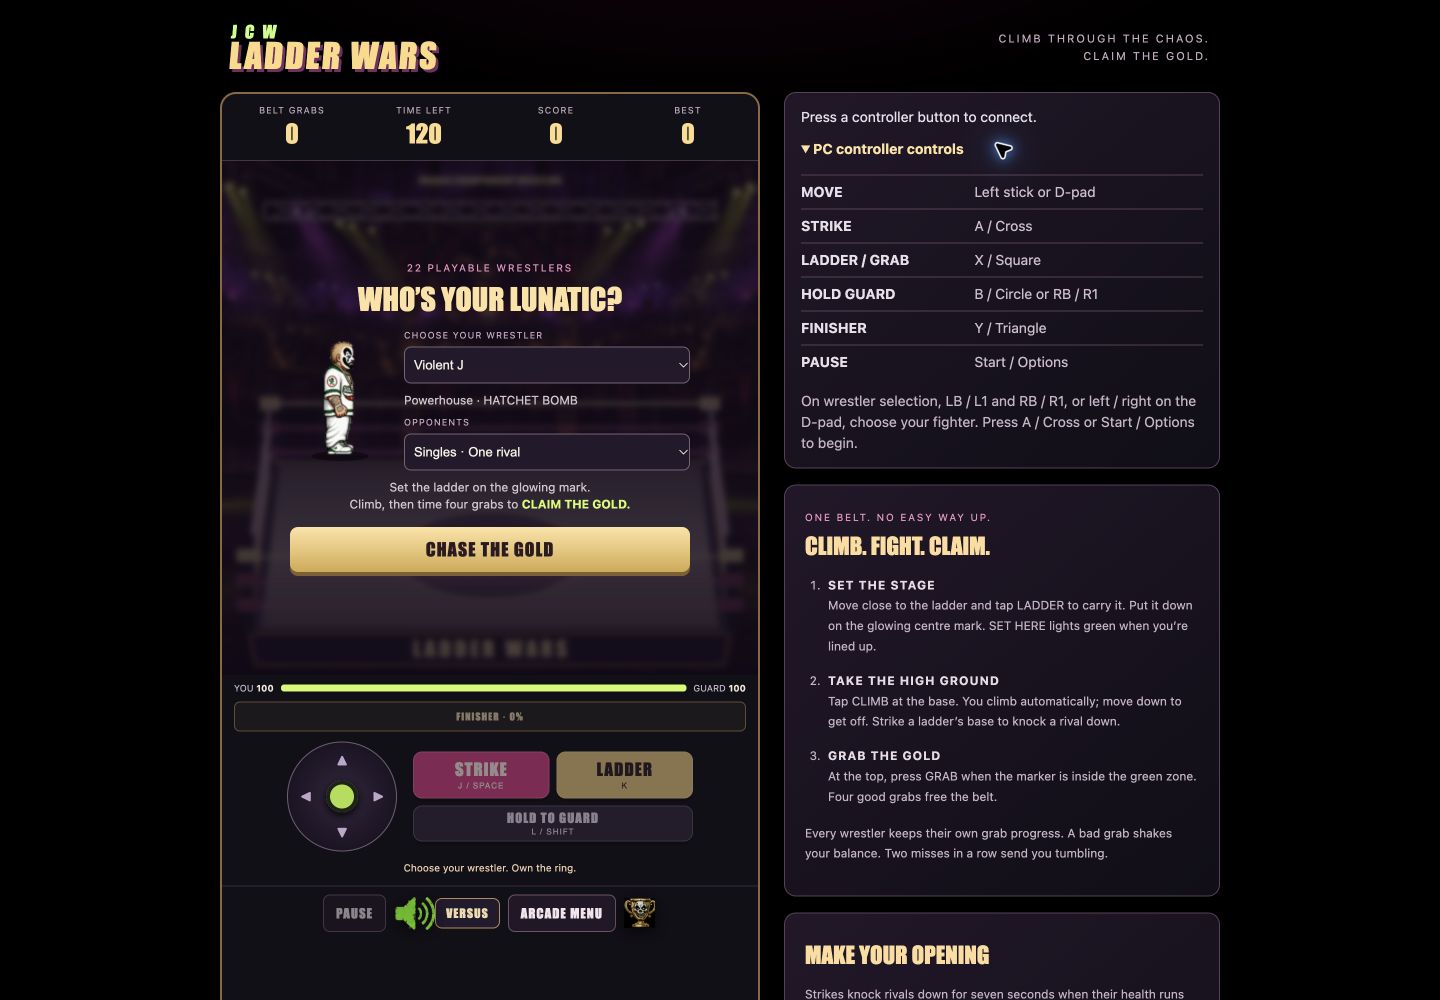 JCW
LADDER WARS
CLIMB THROUGH THE CHAOS.
CLAIM THE GOLD.
BELT GRABS
0
TIME LEFT
120
SCORE
0
BEST
0
22 PLAYABLE WRESTLERS
WHO'S YOUR LUNATIC?
CHOOSE YOUR WRESTLER
Violent J
Powerhouse · HATCHET BOMB
OPPONENTS
Singles · One rival
Set the ladder on the glowing mark.
Climb, then time four grabs to CLAIM THE GOLD.
CHASE THE GOLD
LADDER WARS
YOU 100
GUARD 100
FINISHER · 0%
STRIKE
J / SPACE
LADDER
K
HOLD TO GUARD
L / SHIFT
Choose your wrestler. Own the ring.
PAUSE
VERSUS
ARCADE MENU
Press a controller button to connect.
▼ PC controller controls
MOVE Left stick or D-pad
STRIKE A / Cross
LADDER / GRAB X / Square
HOLD GUARD B / Circle or RB / R1
FINISHER Y / Triangle
PAUSE Start / Options
On wrestler selection, LB / L1 and RB / R1, or left / right on the
D-pad, choose your fighter. Press A / Cross or Start / Options
to begin.
ONE BELT. NO EASY WAY UP.
CLIMB. FIGHT. CLAIM.
1. SET THE STAGE
Move close to the ladder and tap LADDER to carry it. Put it down
on the glowing centre mark. SET HERE lights green when you're
lined up.
2. TAKE THE HIGH GROUND
Tap CLIMB at the base. You climb automatically; move down to
get off. Strike a ladder's base to knock a rival down.
3. GRAB THE GOLD
At the top, press GRAB when the marker is inside the green zone.
Four good grabs free the belt.
Every wrestler keeps their own grab progress. A bad grab shakes
your balance. Two misses in a row send you tumbling.
MAKE YOUR OPENING
Strikes knock rivals down for seven seconds when their health runs